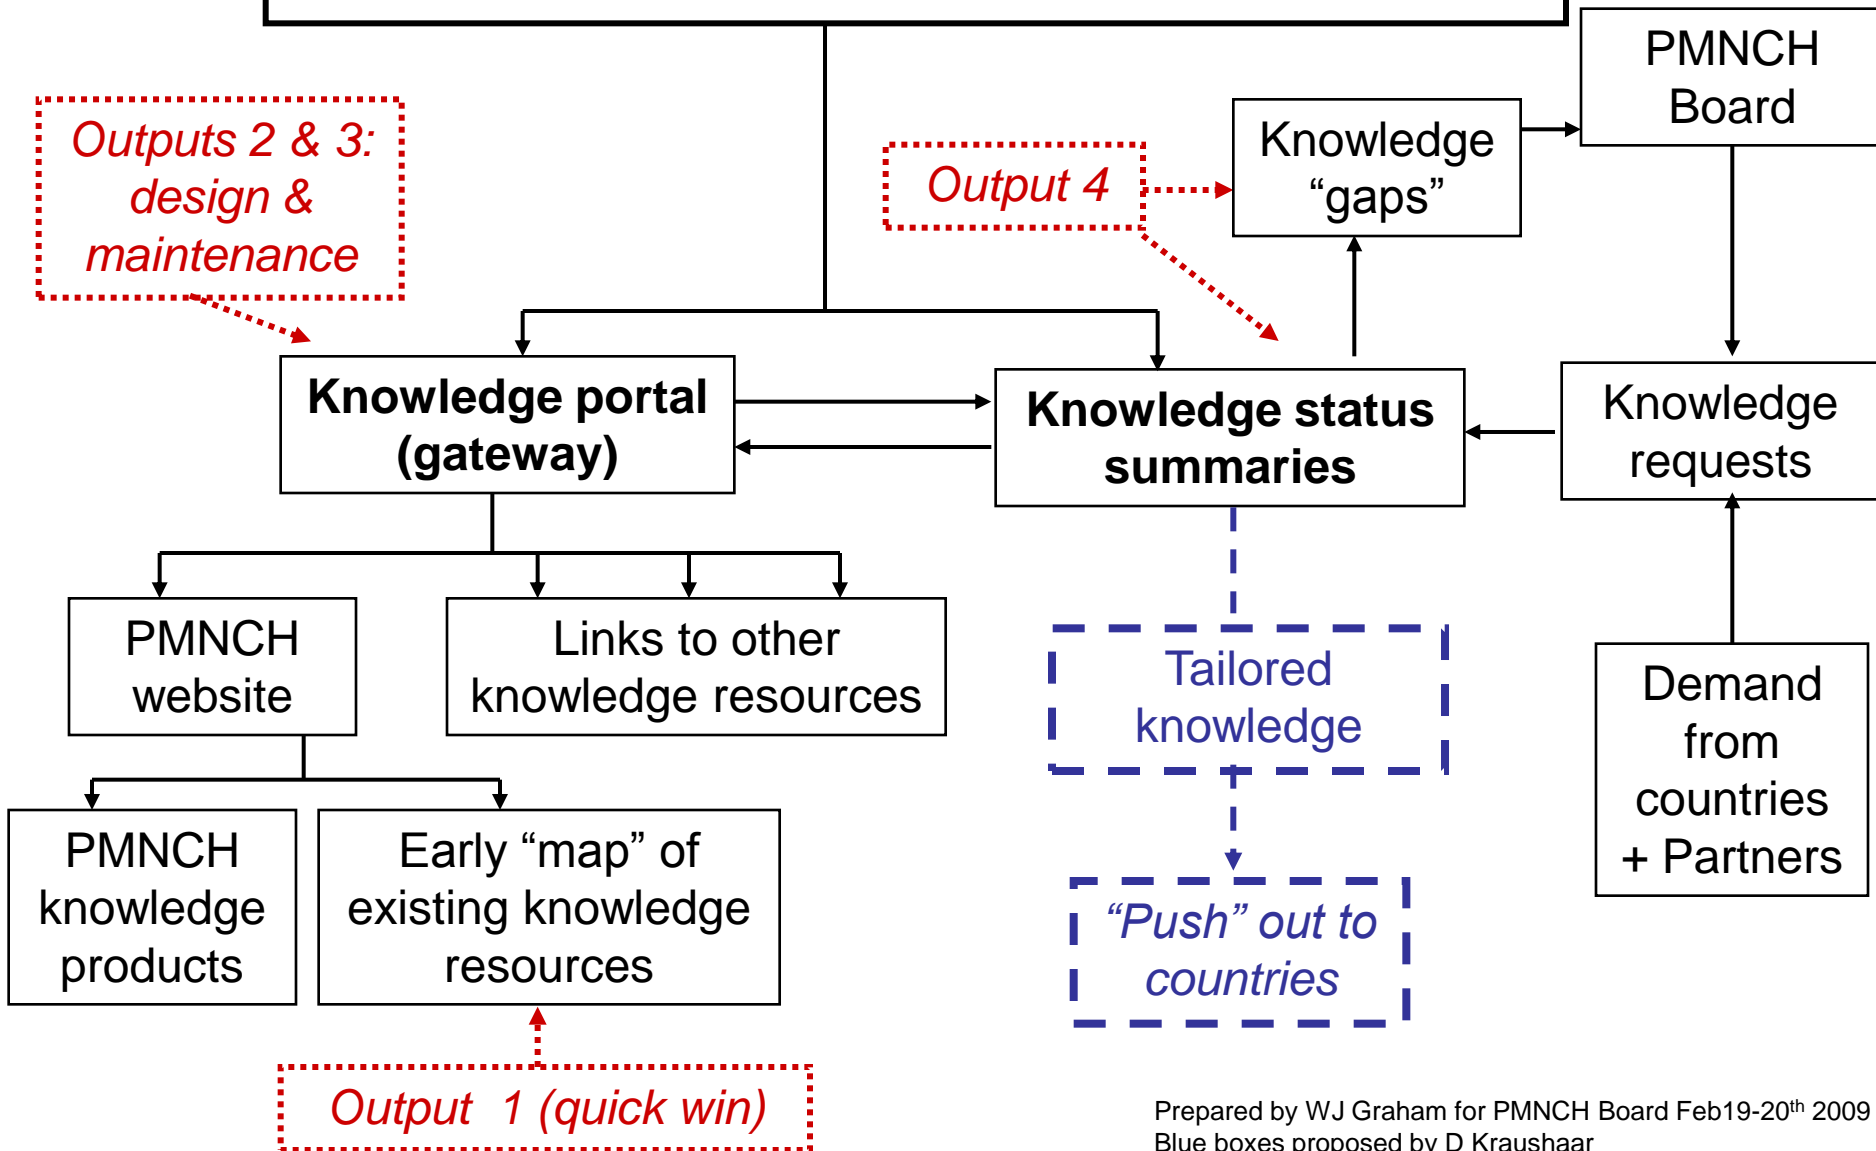 PMNCH
Board
Outputs 2 & 3:
design &
maintenance
Output 4
Knowledge
“gaps”
Knowledge portal
(gateway)
Knowledge status
summaries
Knowledge
requests
PMNCH
website
Links to other
knowledge resources
Tailored
knowledge
Demand
from
countries
+ Partners
PMNCH
knowledge
products
Early “map” of
existing knowledge
resources
“Push” out to
countries
Output 1 (quick win)
Prepared by WJ Graham for PMNCH Board Feb19-20th 2009
Blue boxes proposed by D Kraushaar